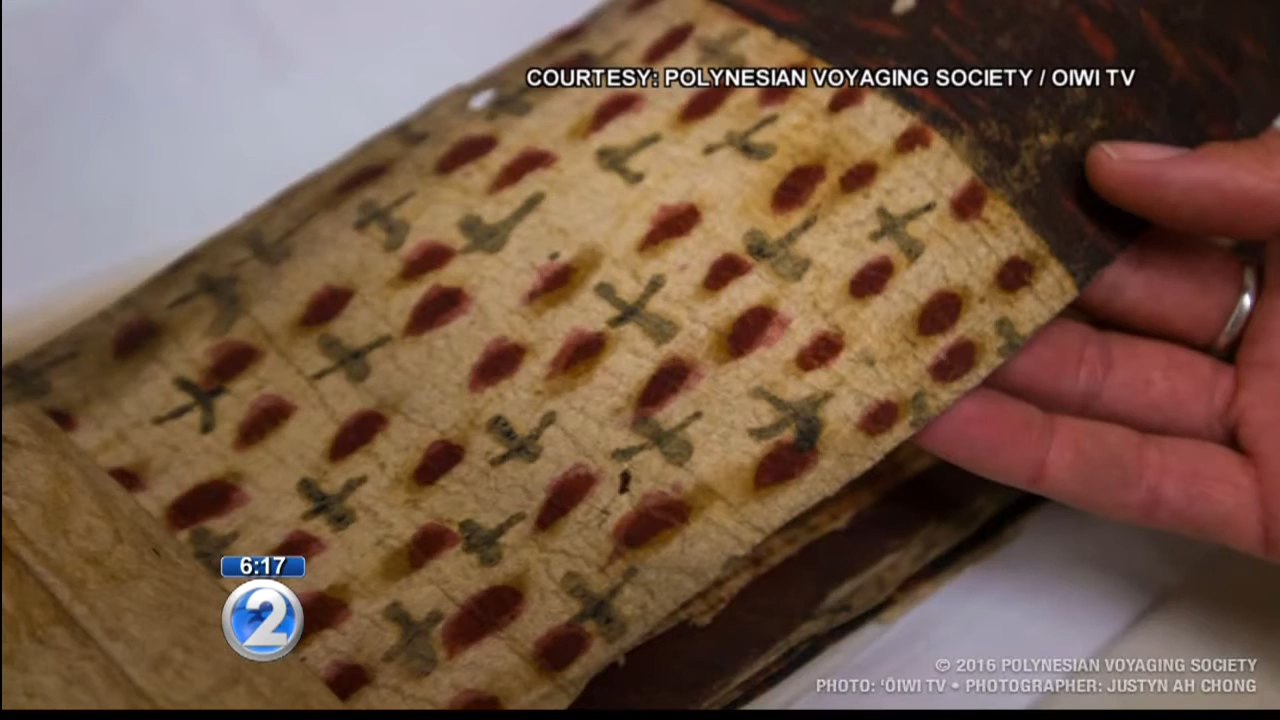 COURTESY: POLYNESIAN VOYAGING SOCIETY / OIWI TV
6:17
2
© 2016 POLYNESIAN VOYAGING SOCIETY
PHOTO: ‘ŌIWI TV • PHOTOGRAPHER: JUSTYN AH CHONG